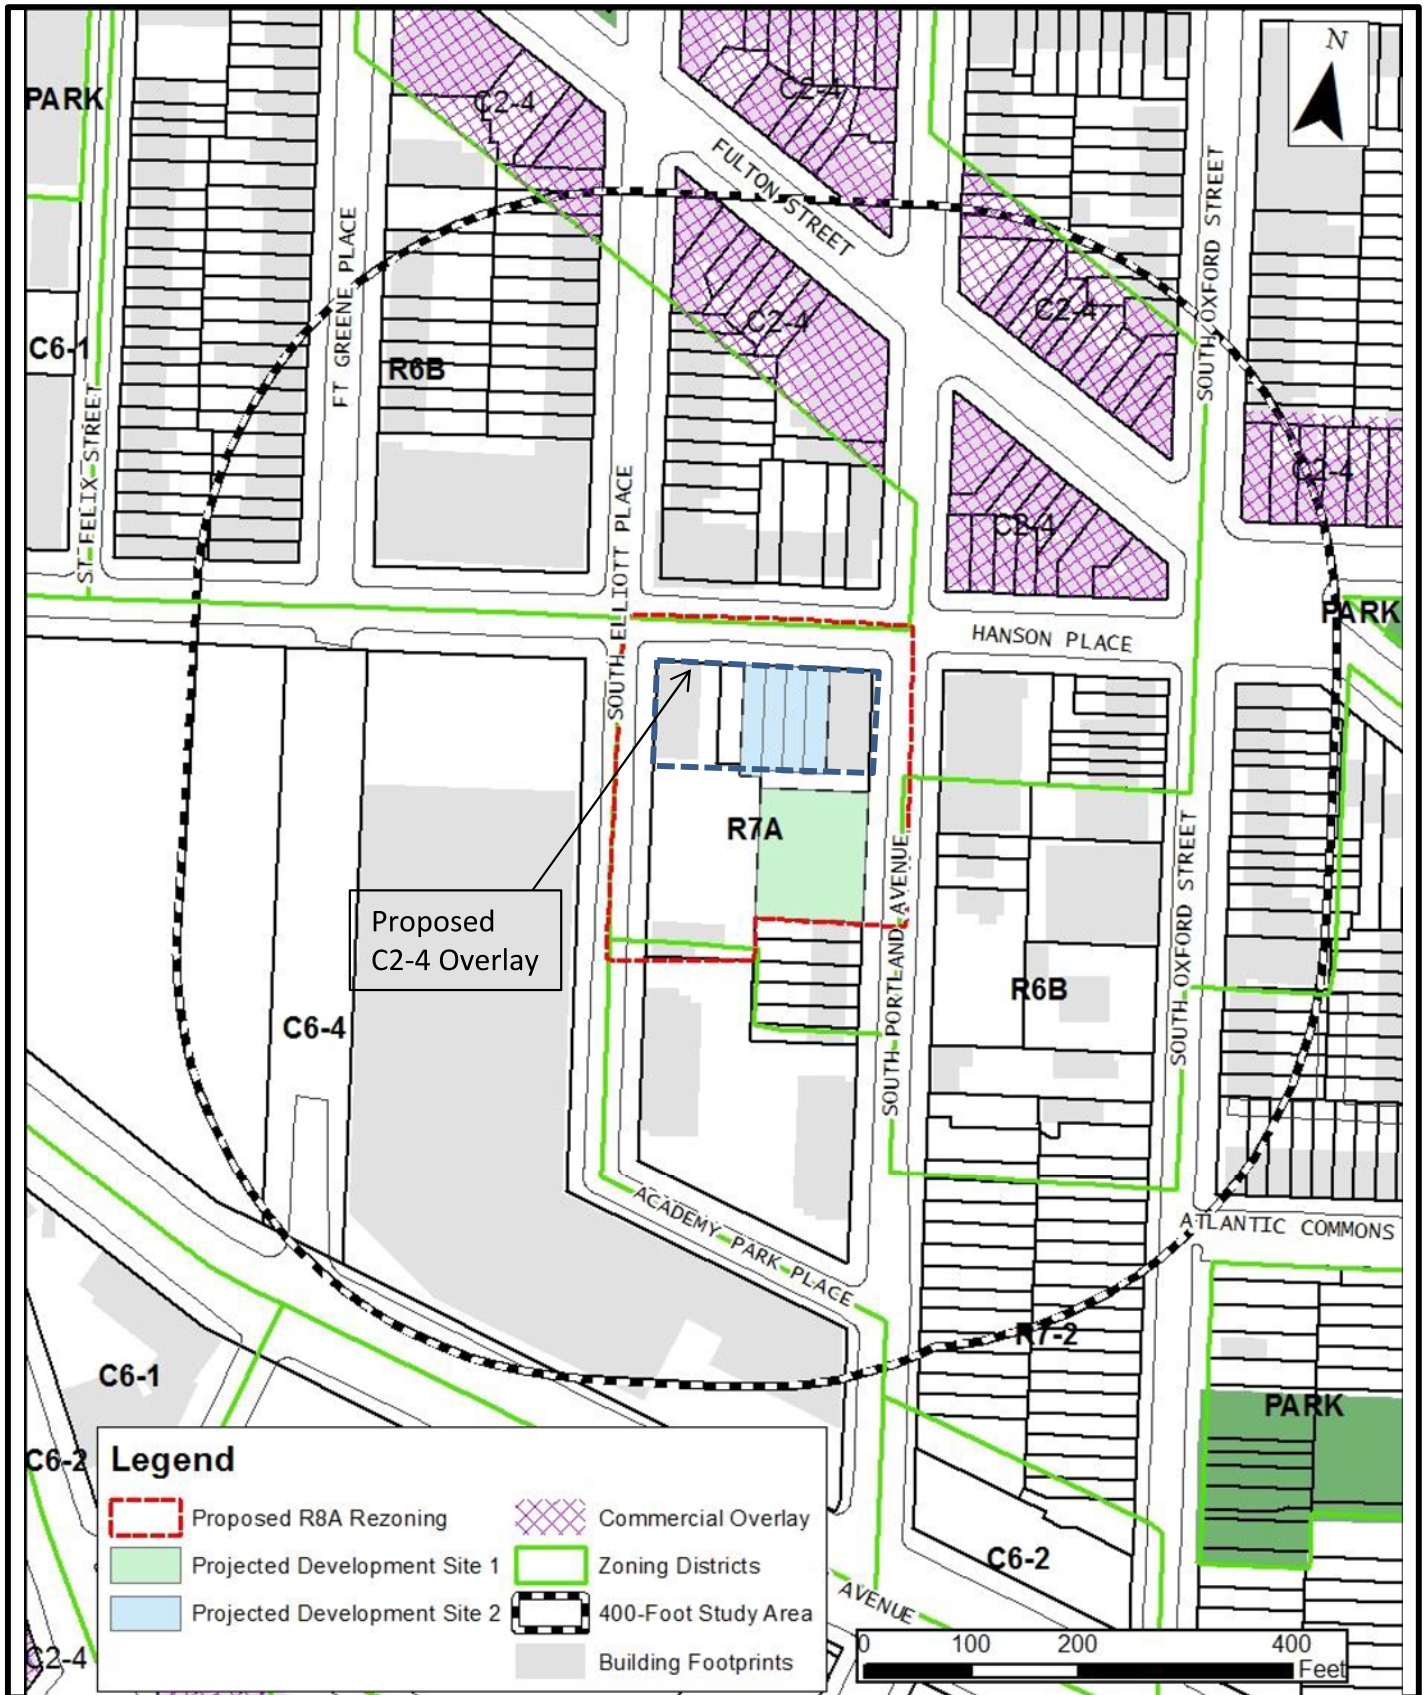 N
PARK
C2-4
C2-4
FULTON STREET
SOUTH OXFORD STREET
FT GREENE PLACE
C6-1
R6B
C2-4
C2-4
ST FELIX STREET
SOUTH ELLIOTT PLACE
C2-4
C2-4
PARK
HANSON PLACE
R7A
Proposed
C2-4 Overlay
SOUTH PORTLAND AVENUE
SOUTH OXFORD STREET
R6B
C6-4
ACADEMY PARK PLACE
ATLANTIC COMMONS
R7-2
C6-1
PARK
C6-2
C6-2
C2-4
AVENUE
Legend
Proposed R8A Rezoning
Projected Development Site 1
Projected Development Site 2
Commercial Overlay
Zoning Districts
400-Foot Study Area
Building Footprints
0 100 200 400
Feet